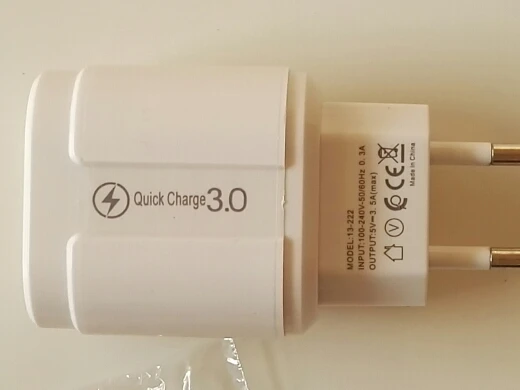 Quick Charge 3.0
MODEL:13-222
INPUT:100-240V-50/60Hz 0.3A
OUTPUT:5V⎓3.5A(max)
V
CE
Made in China